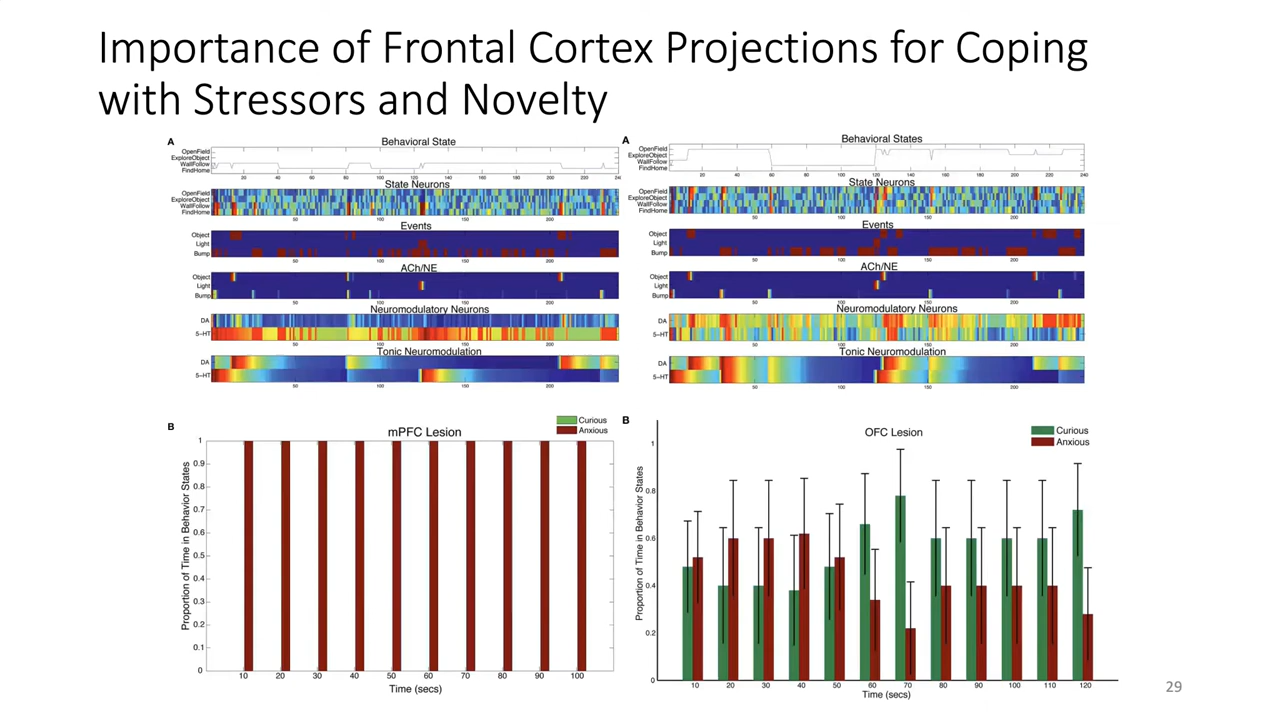 Importance of Frontal Cortex Projections for Coping
with Stressors and Novelty
A
Behavioral State
OpenField
ExploreObject
WallFollow
FindHome
20 40 60 80 100 120 140 160 180 200 220 24
State Neurons
OpenField
ExploreObject
WallFollow
FindHome
50 100 150 200
Events
Object
Light
Bump
50 100 150 200
ACh/NE
Object
Light
Bump
50 100 150 200
Neuromodulatory Neurons
DA
5-HT
50 100 150 200
Tonic Neuromodulation
DA
5-HT
50 100 150 200
A
Behavioral States
OpenField
ExploreObject
WallFollow
FindHome
20 40 60 80 100 120 140 160 180 200 220 240
State Neurons
OpenField
ExploreObject
WallFollow
FindHome
50 100 150 200
Events
Object
Light
Bump
50 100 150 200
ACh/NE
Object
Light
Bump
50 100 150 200
Neuromodulatory Neurons
DA
5-HT
50 100 150 200
Tonic Neuromodulation
DA
5-HT
50 100 150 200
B
mPFC Lesion
Curious
Anxious
Proportion of Time in Behavior States
1
0.9
0.8
0.7
0.6
0.5
0.4
0.3
0.2
0.1
0
10 20 30 40 50 60 70 80 90 100
Time (secs)
B
OFC Lesion
Curious
Anxious
Proportion of Time in Behavior States
1
0.8
0.6
0.4
0.2
0
10 20 30 40 50 60 70 80 90 100 110 120
Time (secs)
29